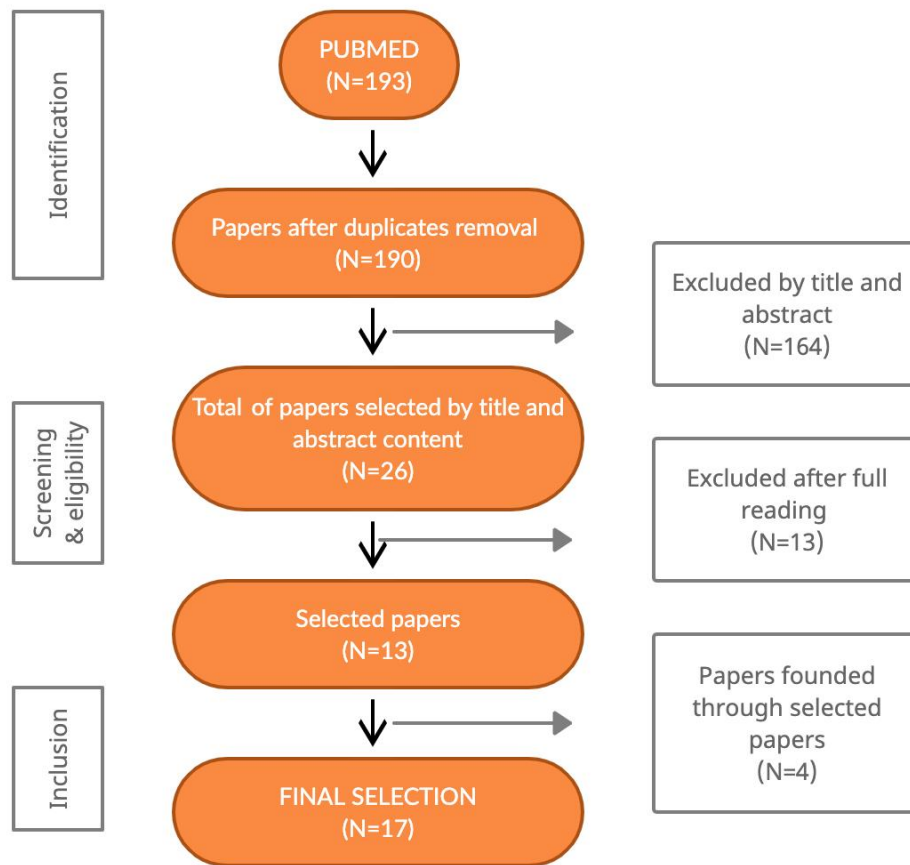 Identification
PUBMED
(N=193)
Papers after duplicates removal
(N=190)
Excluded by title and
abstract
(N=164)
Screening
& eligibility
Total of papers selected by title and
abstract content
(N=26)
Excluded after full
reading
(N=13)
Selected papers
(N=13)
Inclusion
Papers founded
through selected
papers
(N=4)
FINAL SELECTION
(N=17)